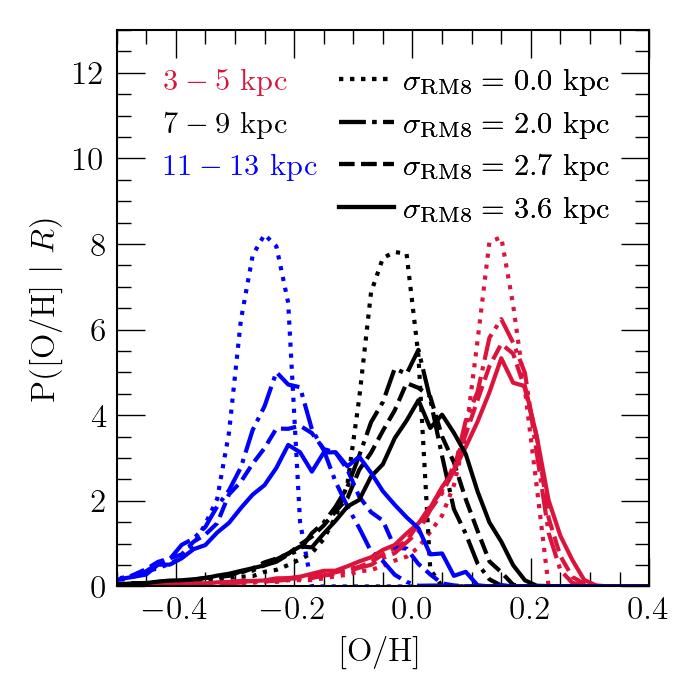 12
10
8
6
4
2
0
P([O/H] | R)
3 − 5 kpc
7 − 9 kpc
11 − 13 kpc
σRM8 = 0.0 kpc
σRM8 = 2.0 kpc
σRM8 = 2.7 kpc
σRM8 = 3.6 kpc
−0.4 −0.2 0.0 0.2 0.4
[O/H]